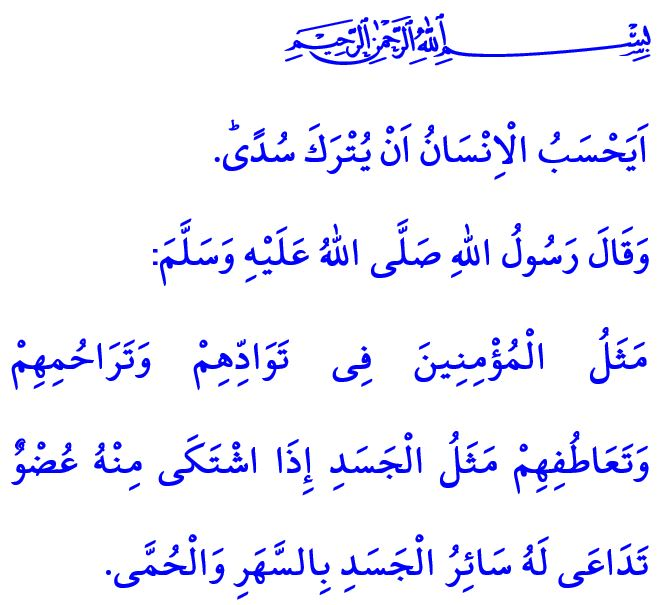 بِسْمِ اللهِ الرَّحْمٰنِ الرَّحِيمِ
اَيَحْسَبُ الْاِنْسَانُ اَنْ يُتْرَكَ سُدًىۜ.
وَقَالَ رَسُولُ اللهِ صَلَّى اللهُ عَلَيْهِ وَسَلَّمَ:
مَثَلُ الْمُؤْمِنِينَ فِى تَوَادِّهِمْ وَتَرَاحُمِهِمْ
وَتَعَاطُفِهِمْ مَثَلُ الْجَسَدِ إِذَا اشْتَكَى مِنْهُ عُضْوٌ
تَدَاعَى لَهُ سَائِرُ الْجَسَدِ بِالسَّهَرِ وَالْحُمَّى.